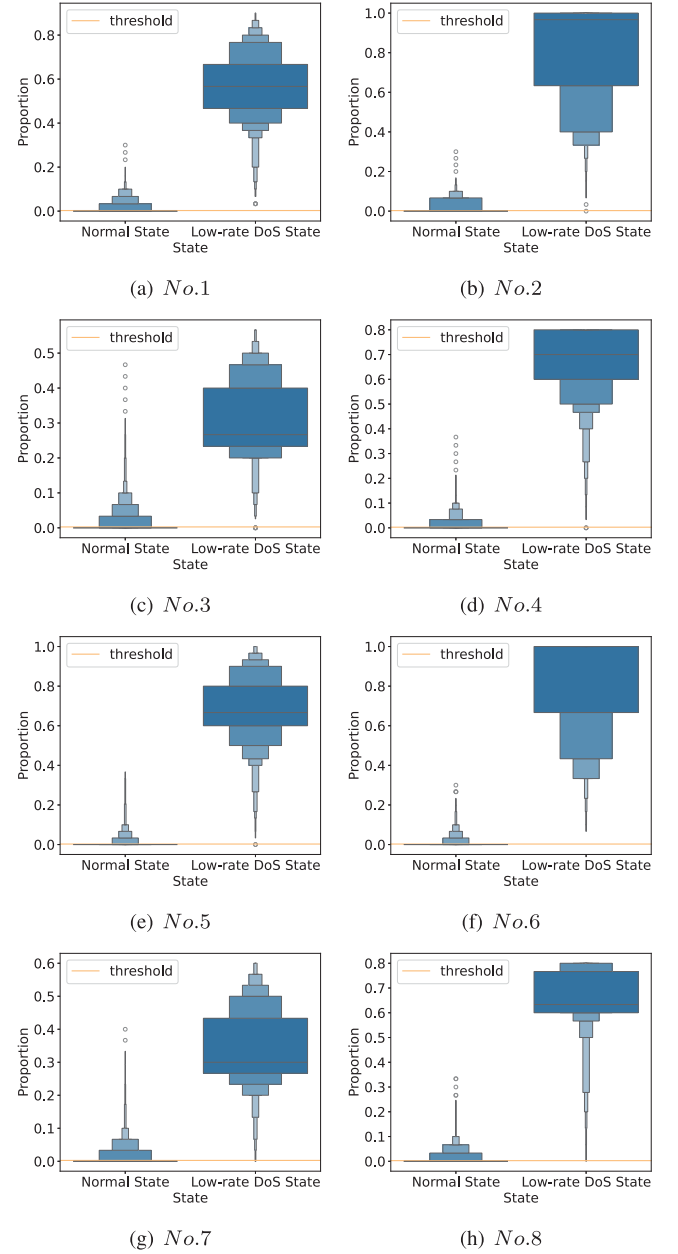 threshold
0.8
0.6
0.4
0.2
0.0
Proportion
Normal State
Low-rate DoS State
State
(a) No.1
threshold
1.0
0.8
0.6
0.4
0.2
0.0
Proportion
Normal State
Low-rate DoS State
State
(b) No.2
threshold
0.5
0.4
0.3
0.2
0.1
0.0
Proportion
Normal State
Low-rate DoS State
State
(c) No.3
threshold
0.8
0.7
0.6
0.5
0.4
0.3
0.2
0.1
0.0
Proportion
Normal State
Low-rate DoS State
State
(d) No.4
threshold
1.0
0.8
0.6
0.4
0.2
0.0
Proportion
Normal State
Low-rate DoS State
State
(e) No.5
threshold
1.0
0.8
0.6
0.4
0.2
0.0
Proportion
Normal State
Low-rate DoS State
State
(f) No.6
threshold
0.6
0.5
0.4
0.3
0.2
0.1
0.0
Proportion
Normal State
Low-rate DoS State
State
(g) No.7
threshold
0.8
0.7
0.6
0.5
0.4
0.3
0.2
0.1
0.0
Proportion
Normal State
Low-rate DoS State
State
(h) No.8